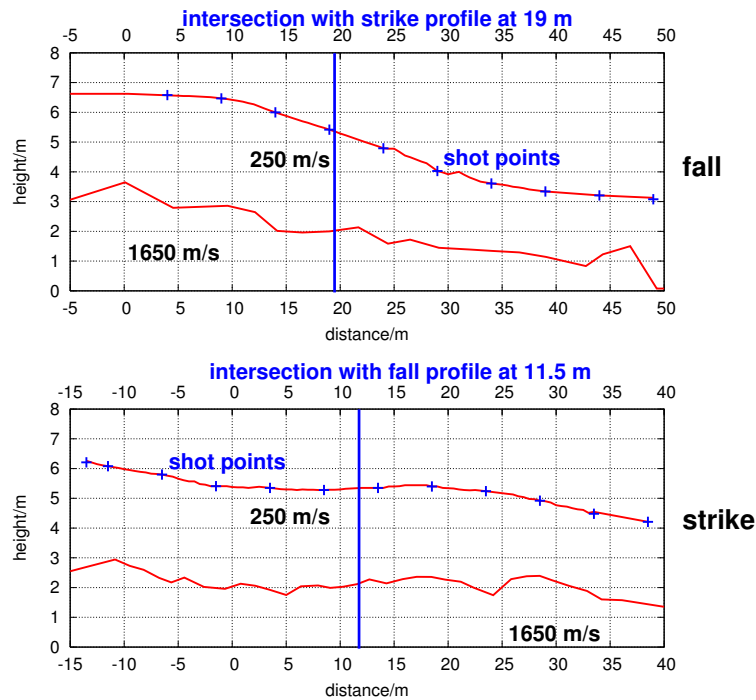 intersection with strike profile at 19 m
-5 0 5 10 15 20 25 30 35 40 45 50
8
7
6
5
4
3
2
1
0
height/m
250 m/s
shot points
fall
1650 m/s
-5 0 5 10 15 20 25 30 35 40 45 50
distance/m
intersection with fall profile at 11.5 m
-15 -10 -5 0 5 10 15 20 25 30 35 40
8
7
6
5
4
3
2
1
0
height/m
shot points
250 m/s
strike
1650 m/s
-15 -10 -5 0 5 10 15 20 25 30 35 40
distance/m